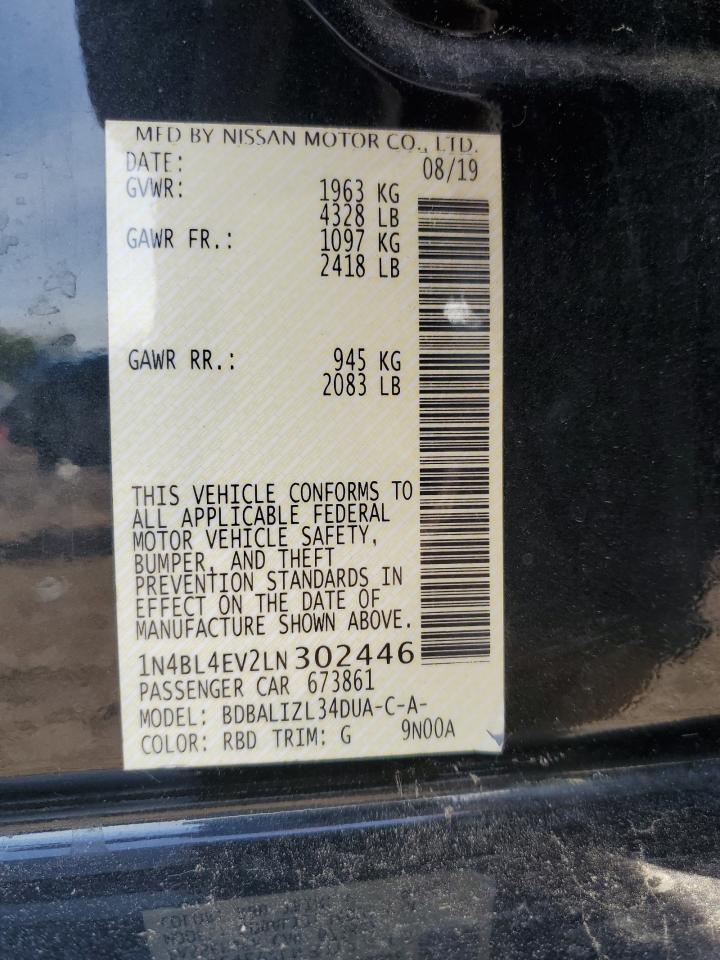 MFD BY NISSAN MOTOR CO., LTD.
DATE: 08/19
GVWR: 1963 KG
4328 LB
GAWR FR.: 1097 KG
2418 LB
GAWR RR.: 945 KG
2083 LB
THIS VEHICLE CONFORMS TO
ALL APPLICABLE FEDERAL
MOTOR VEHICLE SAFETY,
BUMPER, AND THEFT
PREVENTION STANDARDS IN
EFFECT ON THE DATE OF
MANUFACTURE SHOWN ABOVE.
1N4BL4EV2LN302446
PASSENGER CAR 673861
MODEL: BDBALIZL34DUA-C-A-
COLOR: RBD TRIM: G 9N00A